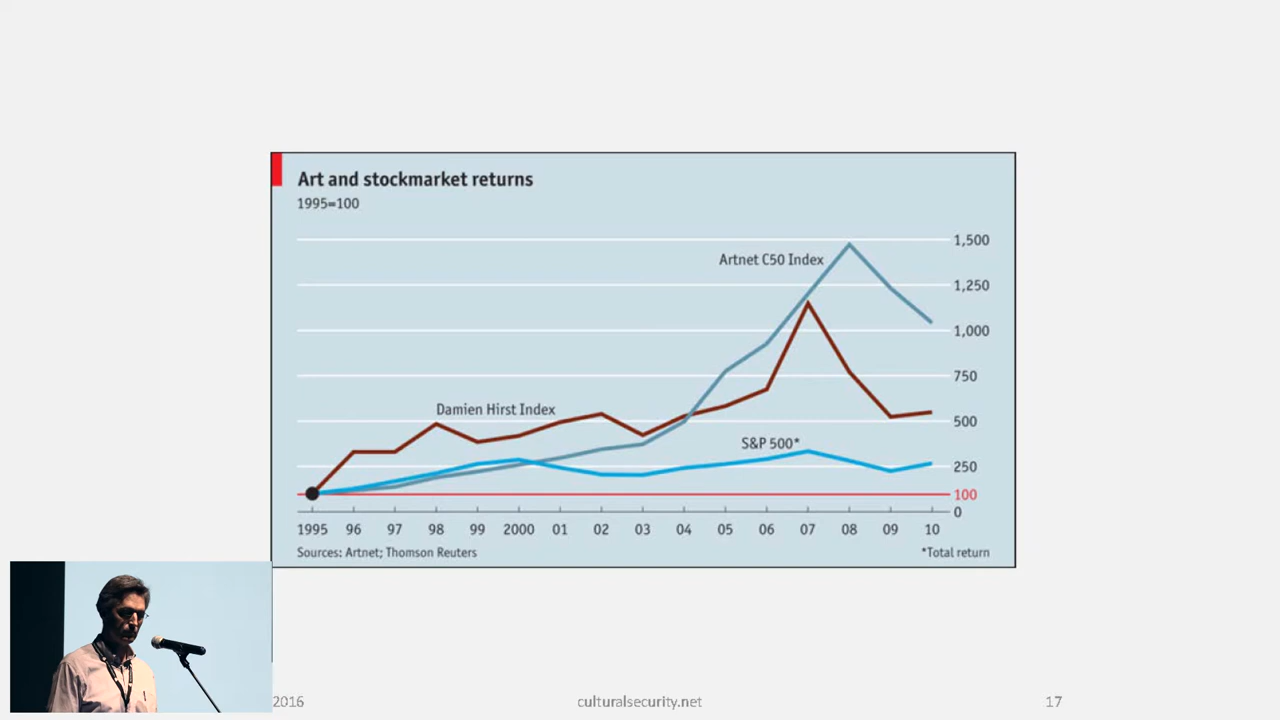 Art and stockmarket returns
1995=100
1,500
Artnet C50 Index
1,250
1,000
750
Damien Hirst Index
500
S&P 500*
250
100
0
1995 96 97 98 99 2000 01 02 03 04 05 06 07 08 09 10
Sources: Artnet; Thomson Reuters *Total return
2016 culturalsecurity.net 17